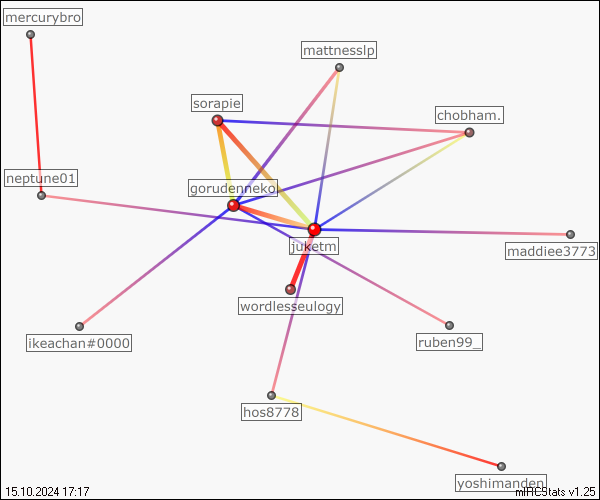 mercurybro
mattnesslp
sorapie
chobham.
neptune01
gorudenneko
juketm
maddiee3773
wordlesseulogy
ikeachan#0000
ruben99_
hos8778
yoshimanden
15.10.2024 17:17
mIRCStats v1.25